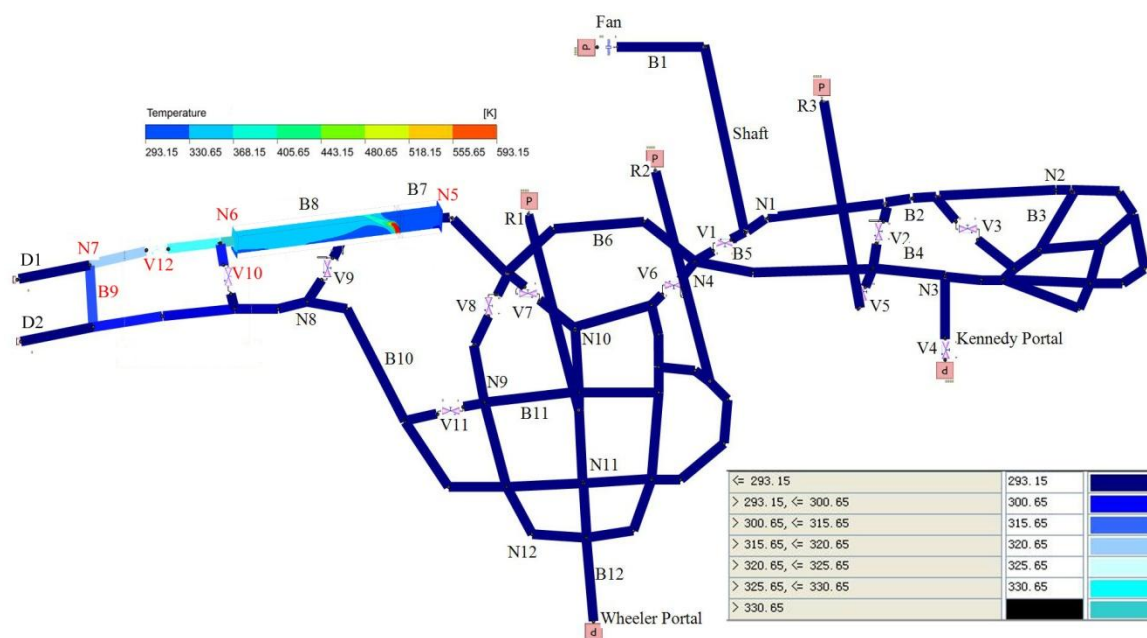 Fan
P
B1
P
R3
Temperature [K]
293.15 330.65 368.15 405.65 443.15 480.65 518.15 555.65 593.15
Shaft
P
R2
N2
B7
N5
P
R1
B8
N1
B2
B3
V3
N6
B6
V1
V2
B5
N7
B4
D1
V12
V10
V9
V6
N4
V5
N3
B9
V8
V7
D2
N8
N10
Kennedy Portal
V4
P
B10
N9
B11
V11
N11
<= 293.15 293.15
> 293.15, <= 300.65 300.65
> 300.65, <= 315.65 315.65
> 315.65, <= 320.65 320.65
> 320.65, <= 325.65 325.65
> 325.65, <= 330.65 330.65
> 330.65
N12
B12
Wheeler Portal
P